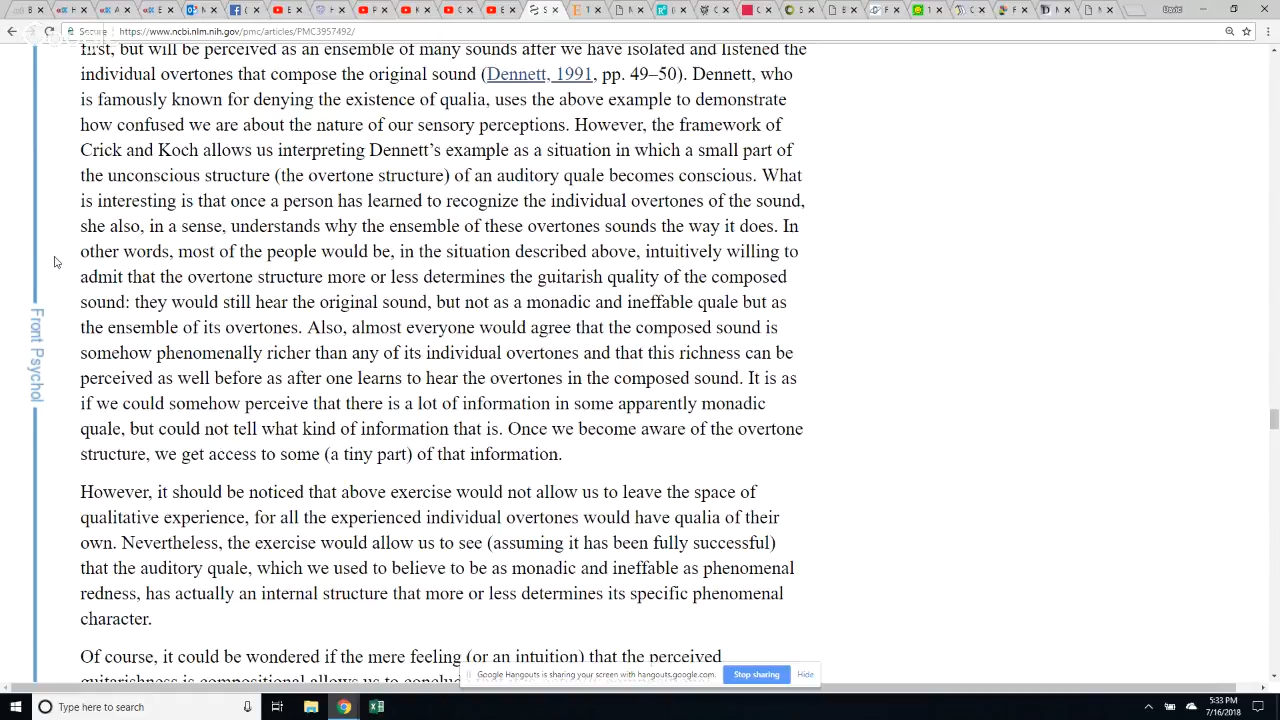 Secure
https://www.ncbi.nlm.nih.gov/pmc/articles/PMC3957492/
first, but will be perceived as an ensemble of many sounds after we have isolated and listened the
individual overtones that compose the original sound (Dennett, 1991, pp. 49–50). Dennett, who
is famously known for denying the existence of qualia, uses the above example to demonstrate
how confused we are about the nature of our sensory perceptions. However, the framework of
Crick and Koch allows us interpreting Dennett's example as a situation in which a small part of
the unconscious structure (the overtone structure) of an auditory quale becomes conscious. What
is interesting is that once a person has learned to recognize the individual overtones of the sound,
she also, in a sense, understands why the ensemble of these overtones sounds the way it does. In
other words, most of the people would be, in the situation described above, intuitively willing to
admit that the overtone structure more or less determines the guitarish quality of the composed
sound: they would still hear the original sound, but not as a monadic and ineffable quale but as
the ensemble of its overtones. Also, almost everyone would agree that the composed sound is
somehow phenomenally richer than any of its individual overtones and that this richness can be
perceived as well before as after one learns to hear the overtones in the composed sound. It is as
if we could somehow perceive that there is a lot of information in some apparently monadic
quale, but could not tell what kind of information that is. Once we become aware of the overtone
structure, we get access to some (a tiny part) of that information.
Front Psychol
However, it should be noticed that above exercise would not allow us to leave the space of
qualitative experience, for all the experienced individual overtones would have qualia of their
own. Nevertheless, the exercise would allow us to see (assuming it has been fully successful)
that the auditory quale, which we used to believe to be as monadic and ineffable as phenomenal
redness, has actually an internal structure that more or less determines its specific phenomenal
character.
Of course, it could be wondered if the mere feeling (or an intuition) that the perceived
guitarishness is compositional allows us to conclude
Google Hangouts is sharing your screen with hangouts.google.com.
Stop sharing
Hide
Type here to search
5:33 PM
7/16/2018